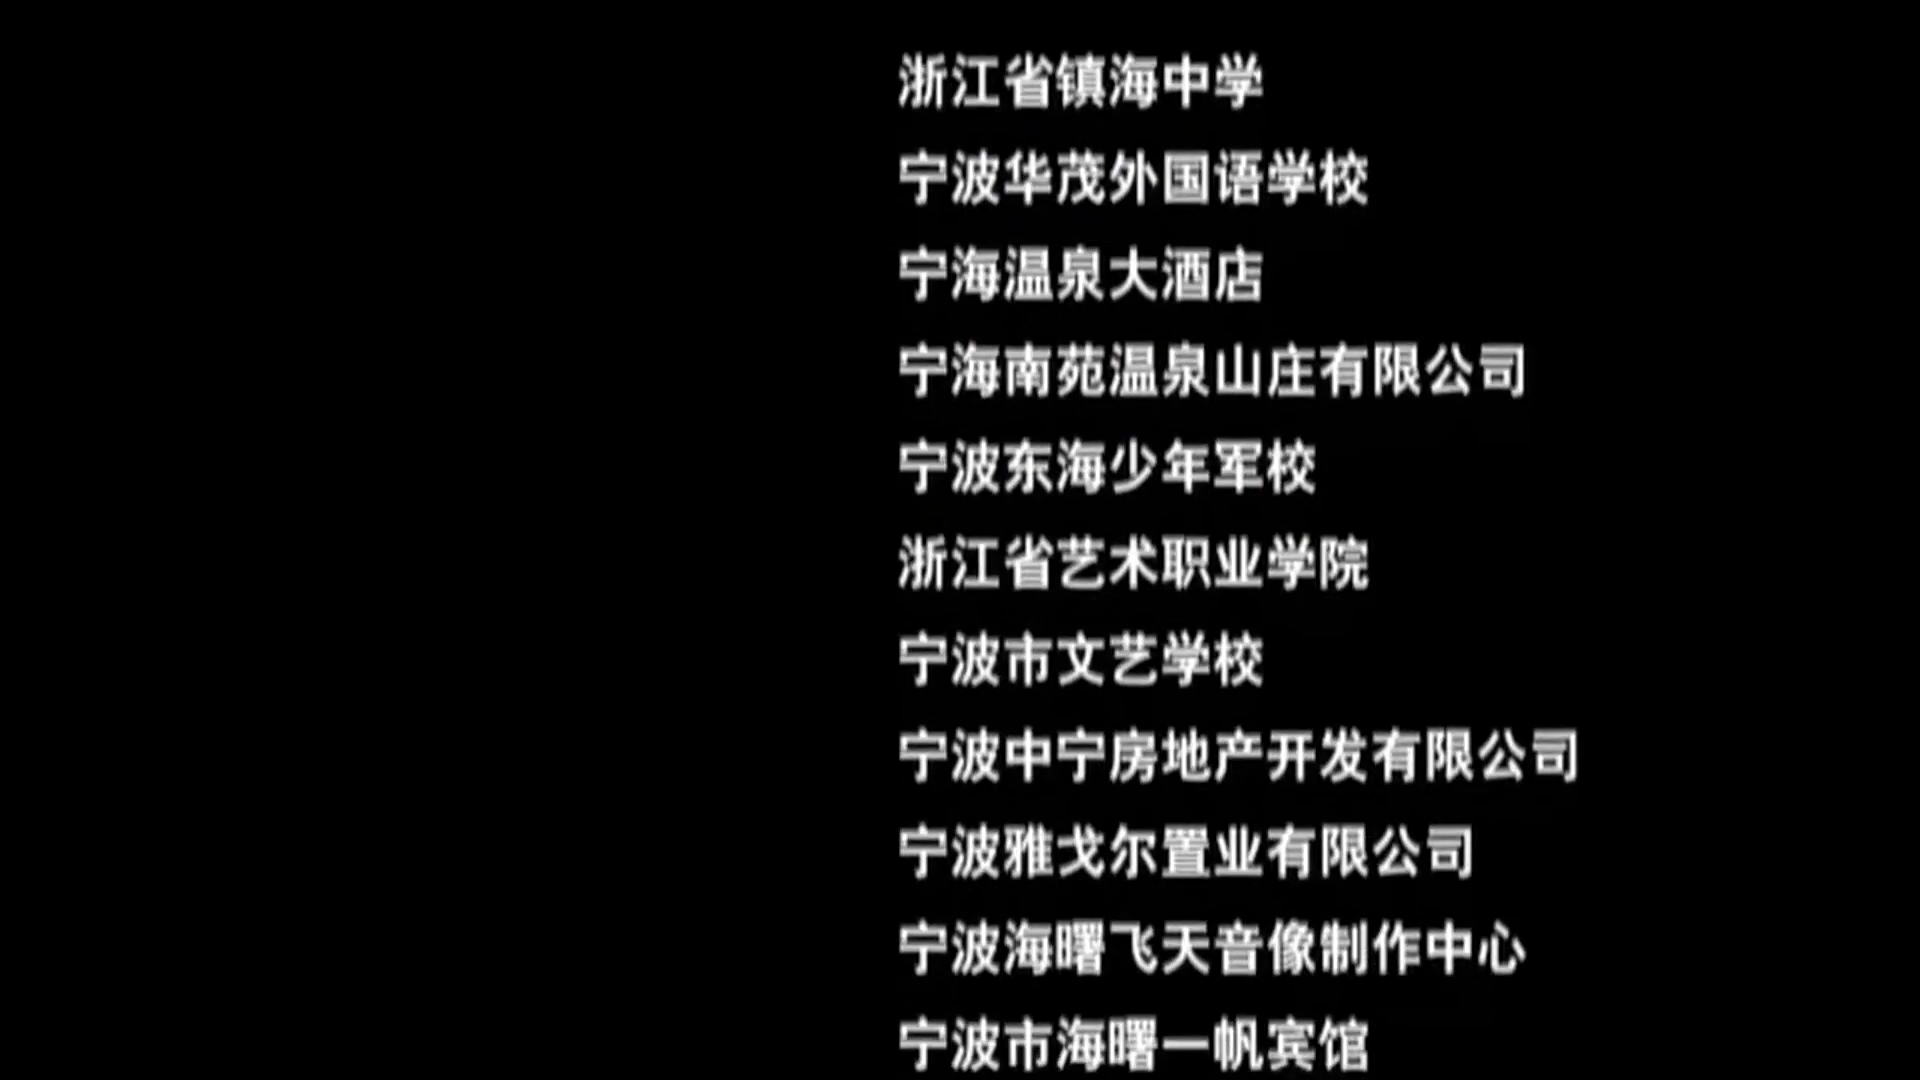 浙江省镇海中学
宁波华茂外国语学校
宁海温泉大酒店
宁海南苑温泉山庄有限公司
宁波东海少年军校
浙江省艺术职业学院
宁波市文艺学校
宁波中宁房地产开发有限公司
宁波雅戈尔置业有限公司
宁波海曙飞天音像制作中心
宁波市海曙一帆宾馆